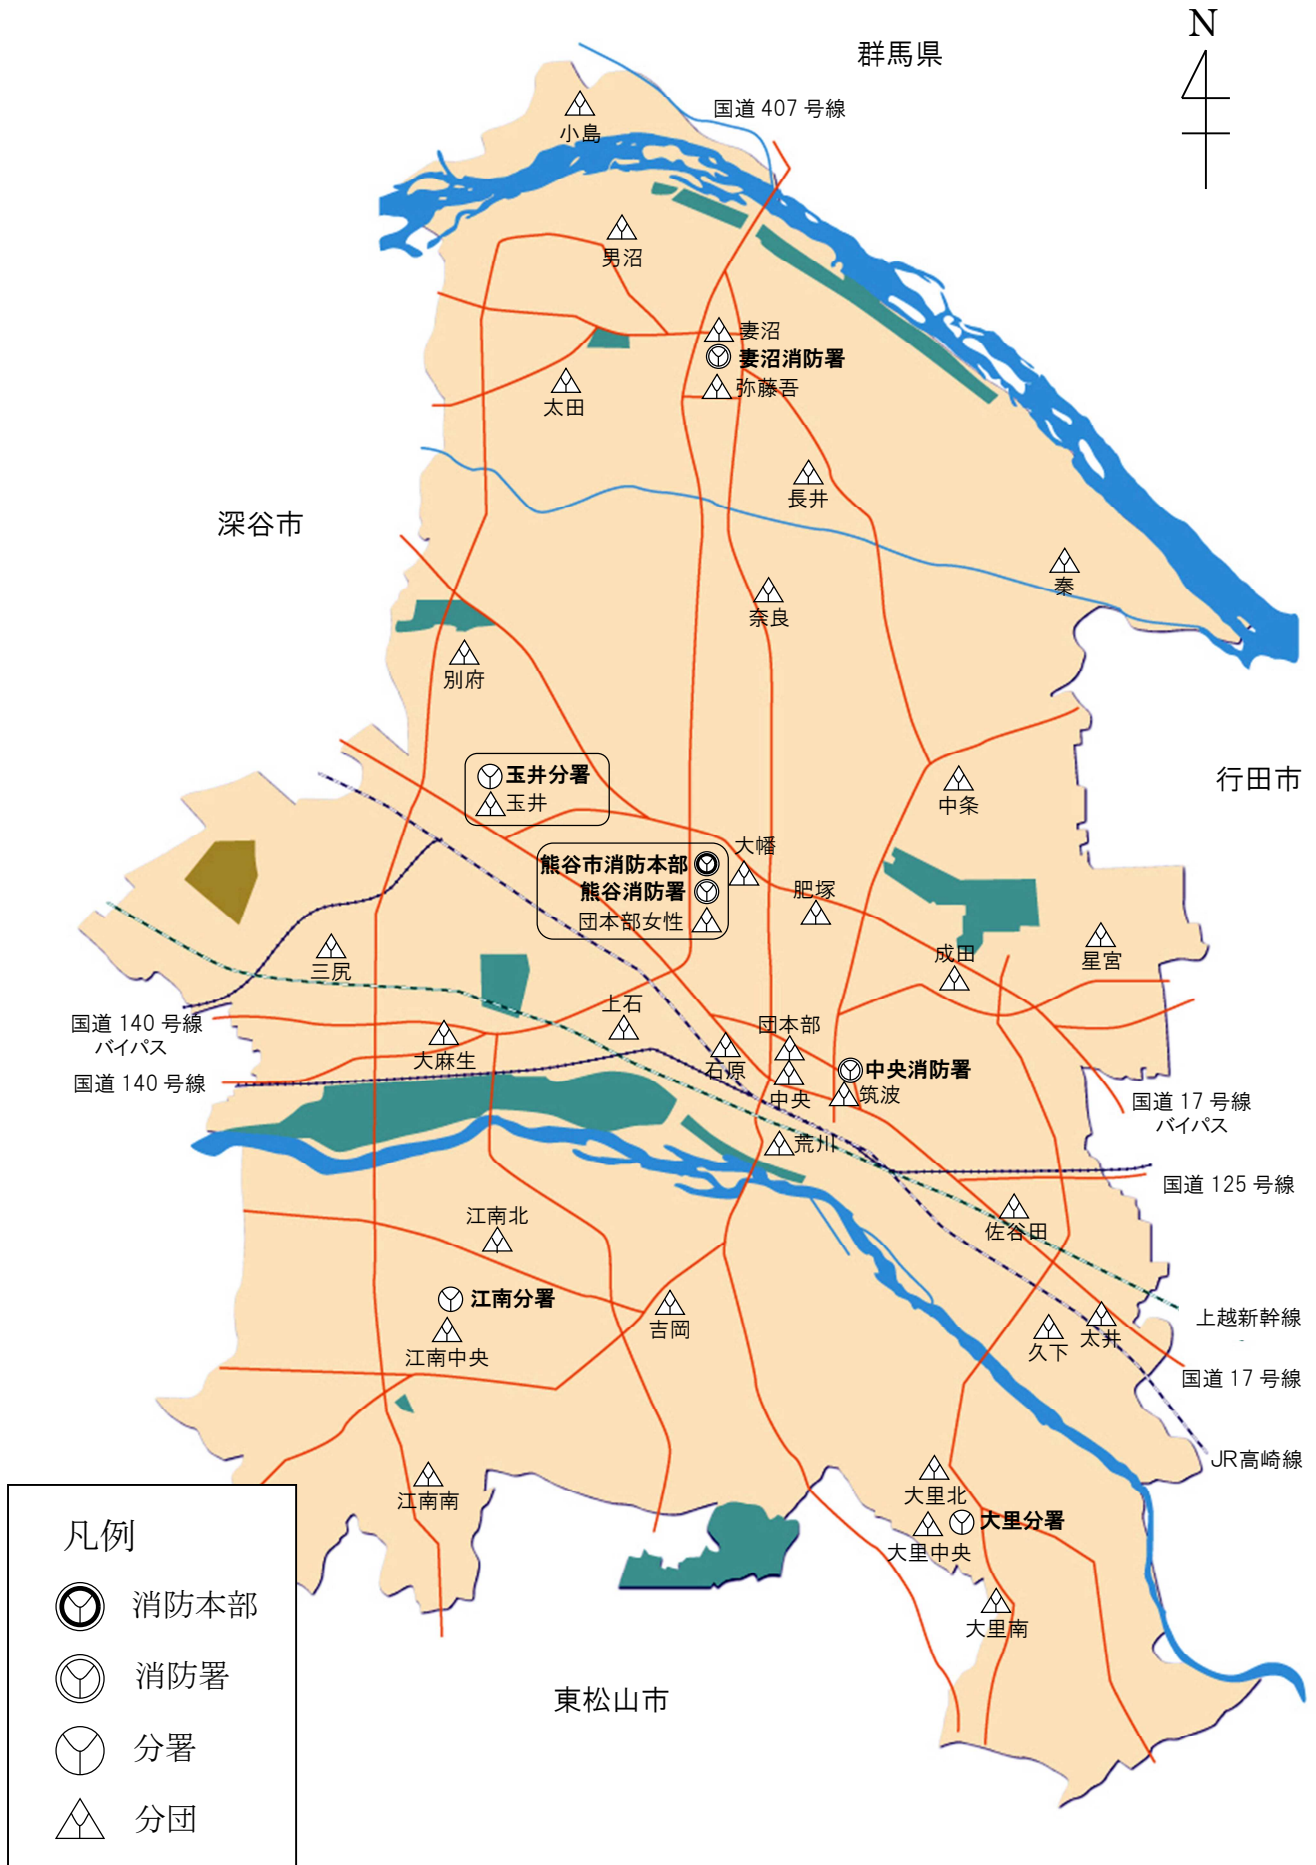 N
群馬県
国道 407 号線
小島
男沼
妻沼
妻沼消防署
弥藤吾
太田
長井
深谷市
秦
奈良
別府
行田市
玉井分署
玉井
中条
大幡
熊谷市消防本部
熊谷消防署
団本部女性
肥塚
三尻
成田
星宮
上石
国道 140 号線
バイパス
団本部
大麻生
石原
中央消防署
国道 140 号線
中央
筑波
国道 17 号線
バイパス
荒川
国道 125 号線
江南北
佐谷田
江南分署
上越新幹線
吉岡
江南中央
久下
太井
国道 17 号線
JR高崎線
大里北
江南南
大里分署
大里中央
大里南
東松山市
凡例
消防本部
消防署
分署
分団